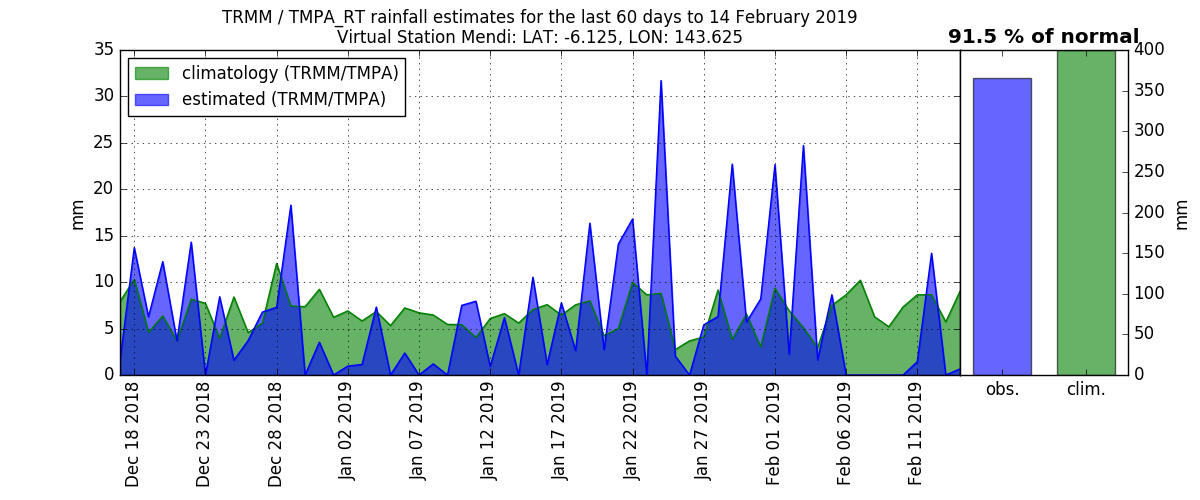 TRMM / TMPA_RT rainfall estimates for the last 60 days to 14 February 2019
Virtual Station Mendi: LAT: -6.125, LON: 143.625
91.5 % of normal
climatology (TRMM/TMPA)
estimated (TRMM/TMPA)
35
30
25
20
15
10
5
0
mm
Dec 18 2018
Dec 23 2018
Dec 28 2018
Jan 02 2019
Jan 07 2019
Jan 12 2019
Jan 17 2019
Jan 22 2019
Jan 27 2019
Feb 01 2019
Feb 06 2019
Feb 11 2019
400
350
300
250
200
150
100
50
0
mm
obs.
clim.